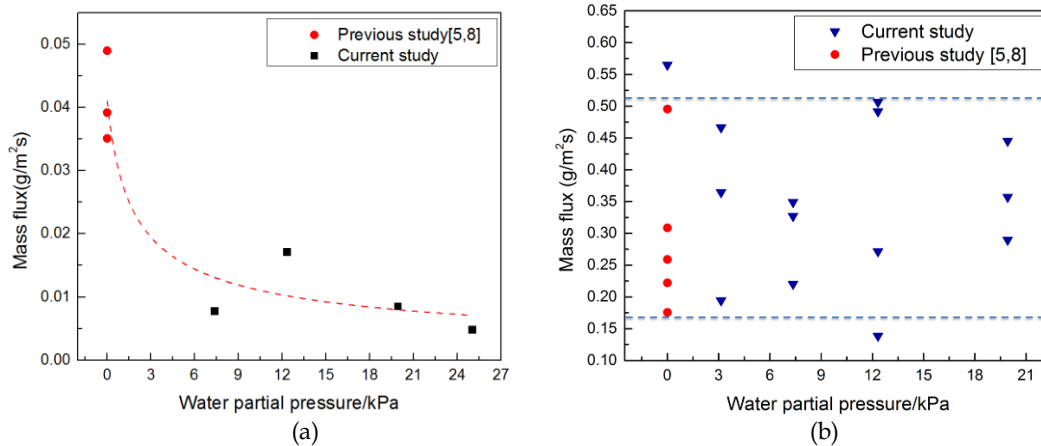 Previous study[5,8]
Current study
0.05
0.04
0.03
0.02
0.01
0.00
Mass flux(g/m²s)
0 3 6 9 12 15 18 21 24 27
Water partial pressure/kPa
(a)
Current study
Previous study [5,8]
0.65
0.60
0.55
0.50
0.45
0.40
0.35
0.30
0.25
0.20
0.15
0.10
Mass flux (g/m²s)
0 3 6 9 12 15 18 21
Water partial pressure/kPa
(b)